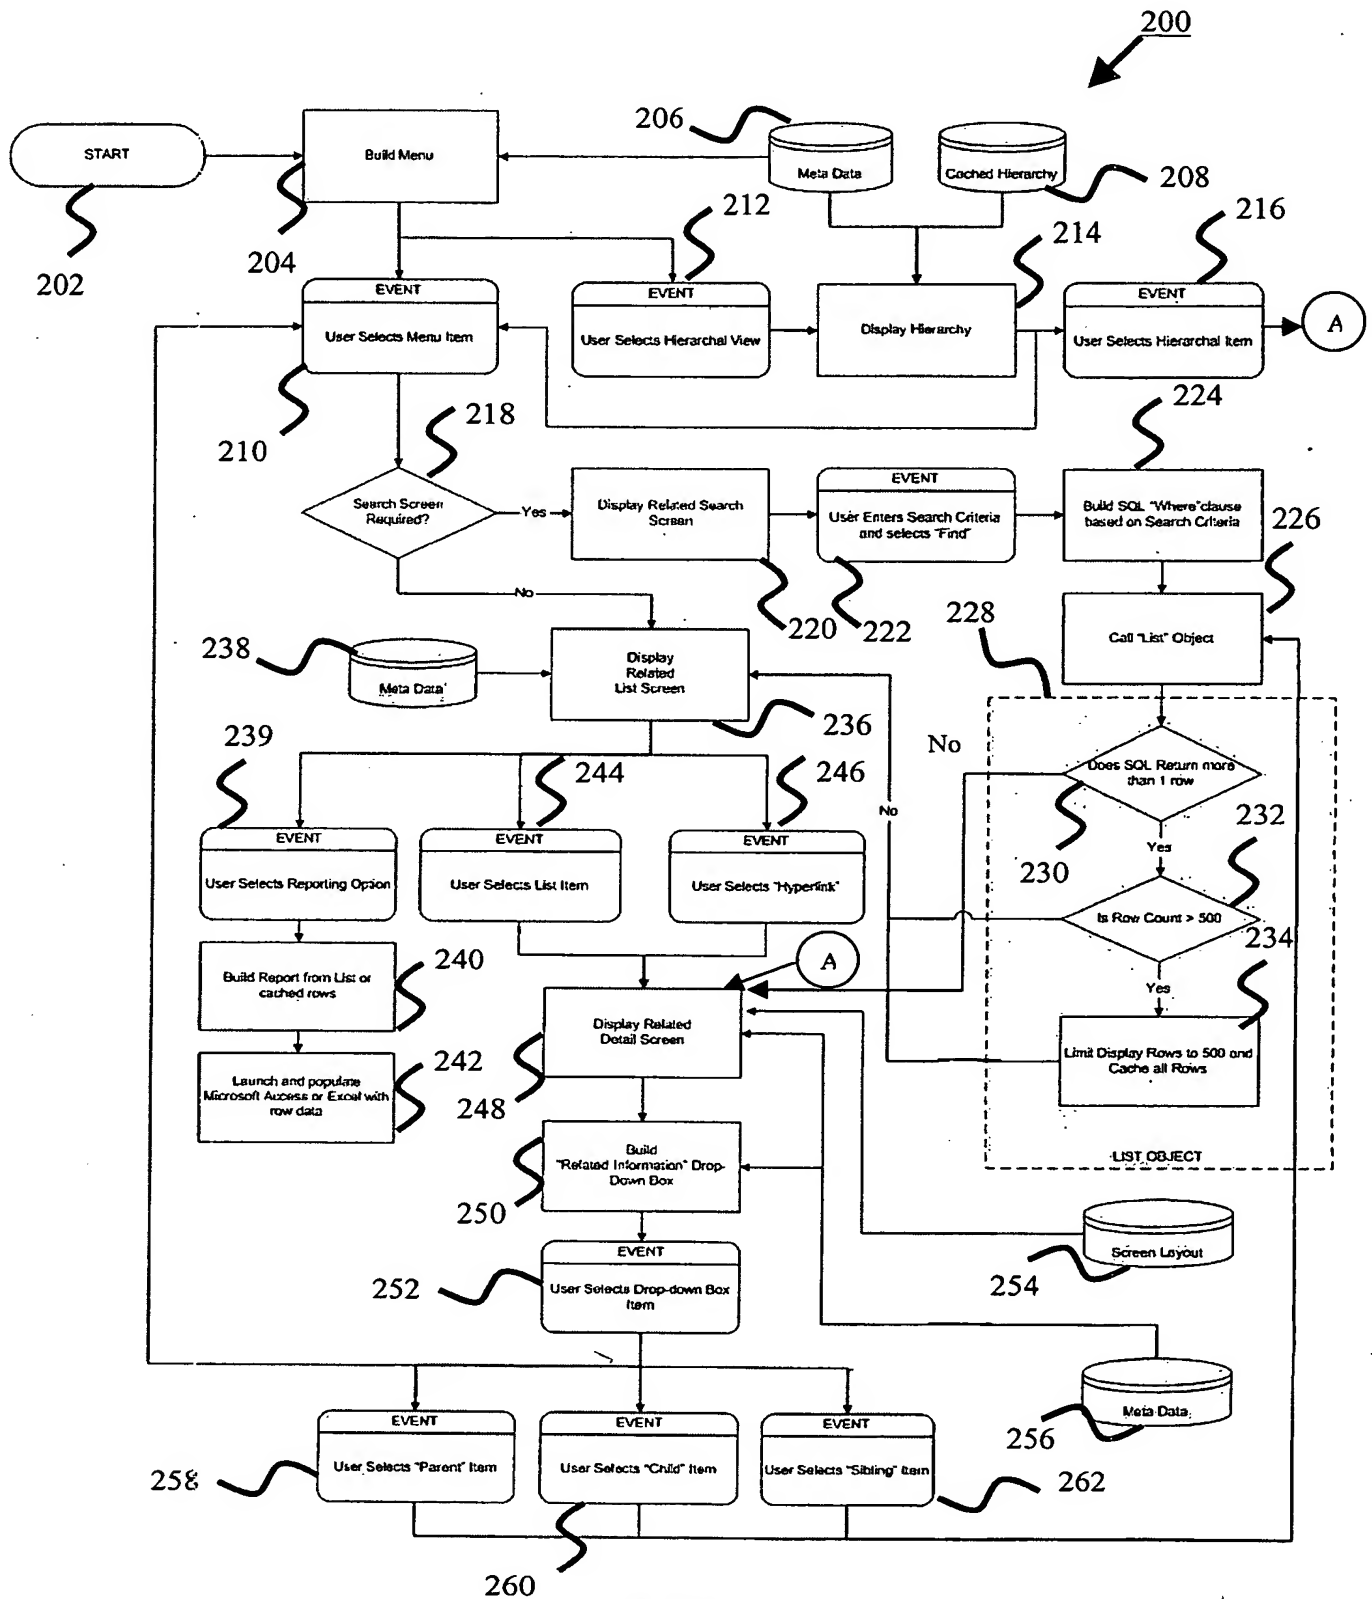 200
START
Build Menu
206
Meta Data
Cached Hierarchy
208
202
204
212
214
216
EVENT
User Selects Menu Item
EVENT
User Selects Hierarchal View
Display Hierarchy
EVENT
User Selects Hierarchal Item
A
210
218
224
Search Screen
Required?
Yes
Display Related Search
Screen
EVENT
User Enters Search Criteria
and selects "Find"
Build SQL "Where"clause
based on Search Criteria
226
No
220
222
228
Call "List" Object
238
Meta Data
Display
Related
List Screen
236
239
244
246
No
Does SQL Return more
than 1 row
No
230
Yes
232
EVENT
User Selects Reporting Option
EVENT
User Selects List Item
EVENT
User Selects "Hyperlink"
Is Row Count > 500
234
Yes
240
Build Report from List or
cached rows
A
Display Related
Detail Screen
248
Limit Display Rows to 500 and
Cache all Rows
242
Launch and populate
Microsoft Access or Excel with
row data
Build
"Related Information" Drop-
Down Box
250
LIST OBJECT
Screen Layout
254
252
EVENT
User Selects Drop-down Box
Item
Meta Data
256
EVENT
User Selects "Parent" Item
258
EVENT
User Selects "Child" Item
260
EVENT
User Selects "Sibling" Item
262